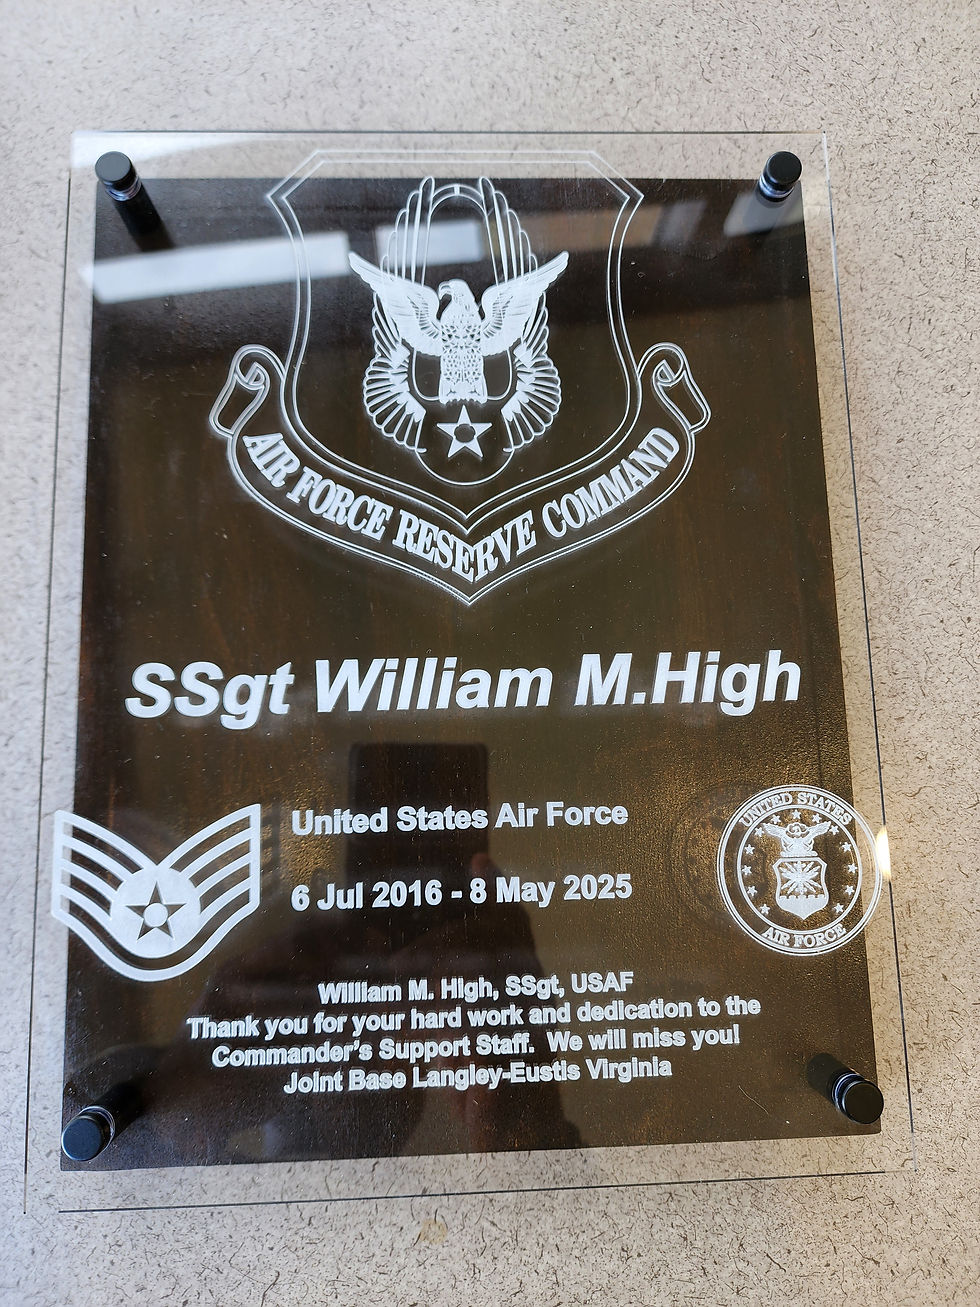 AIR FORCE RESERVE COMMAND
SSgt William M.High
United States Air Force
6 Jul 2016 - 8 May 2025
UNITED STATES
AIR FORCE
William M. High, SSgt, USAF
Thank you for your hard work and dedication to the
Commander's Support Staff.  We will miss you!
Joint Base Langley-Eustis Virginia